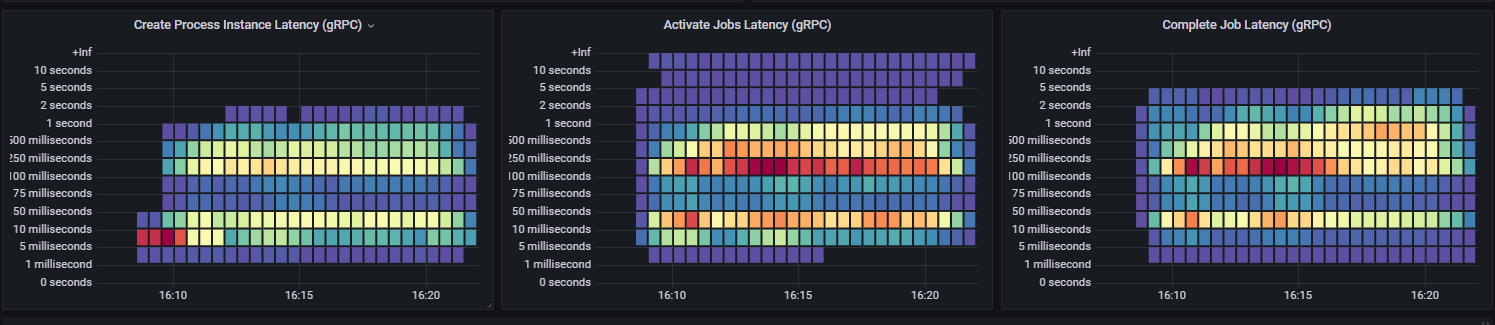 Create Process Instance Latency (gRPC)
+Inf
10 seconds
5 seconds
2 seconds
1 second
500 milliseconds
250 milliseconds
100 milliseconds
75 milliseconds
50 milliseconds
10 milliseconds
5 milliseconds
1 millisecond
0 seconds
16:10
16:15
16:20
Activate Jobs Latency (gRPC)
+Inf
10 seconds
5 seconds
2 seconds
1 second
500 milliseconds
250 milliseconds
100 milliseconds
75 milliseconds
50 milliseconds
10 milliseconds
5 milliseconds
1 millisecond
0 seconds
16:10
16:15
16:20
Complete Job Latency (gRPC)
+Inf
10 seconds
5 seconds
2 seconds
1 second
500 milliseconds
250 milliseconds
100 milliseconds
75 milliseconds
50 milliseconds
10 milliseconds
5 milliseconds
1 millisecond
0 seconds
16:10
16:15
16:20